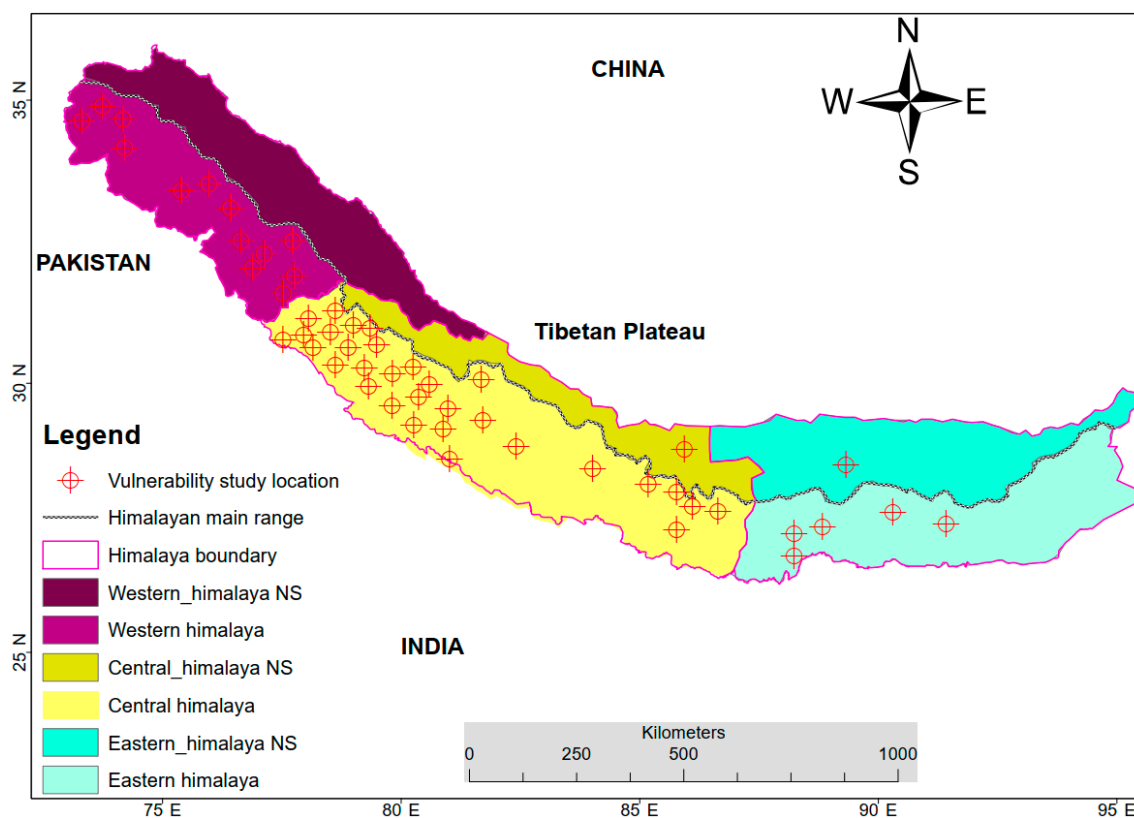 N
CHINA
W
E
S
35 N
PAKISTAN
Tibetan Plateau
30 N
Legend
Vulnerability study location
Himalayan main range
Himalaya boundary
Western_himalaya NS
Western himalaya
INDIA
25 N
Central_himalaya NS
Central himalaya
Eastern_himalaya NS
Eastern himalaya
Kilometers
0 250 500 1000
75 E 80 E 85 E 90 E 95 E